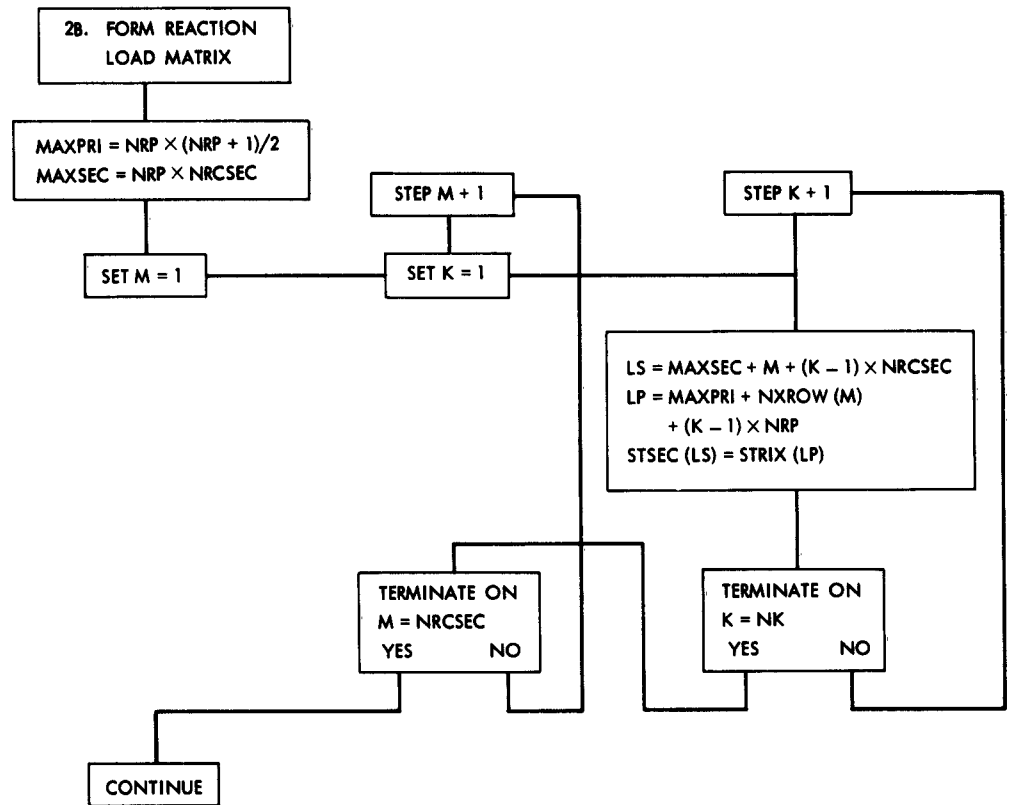 2B. FORM REACTION
LOAD MATRIX
MAXPRI = NRP × (NRP + 1)/2
MAXSEC = NRP × NRCSEC
STEP M + 1
STEP K + 1
SET M = 1
SET K = 1
LS = MAXSEC + M + (K – 1) × NRCSEC
LP = MAXPRI + NXROW (M)
+ (K – 1) × NRP
STSEC (LS) = STRIX (LP)
TERMINATE ON
M = NRCSEC
YES NO
TERMINATE ON
K = NK
YES NO
CONTINUE